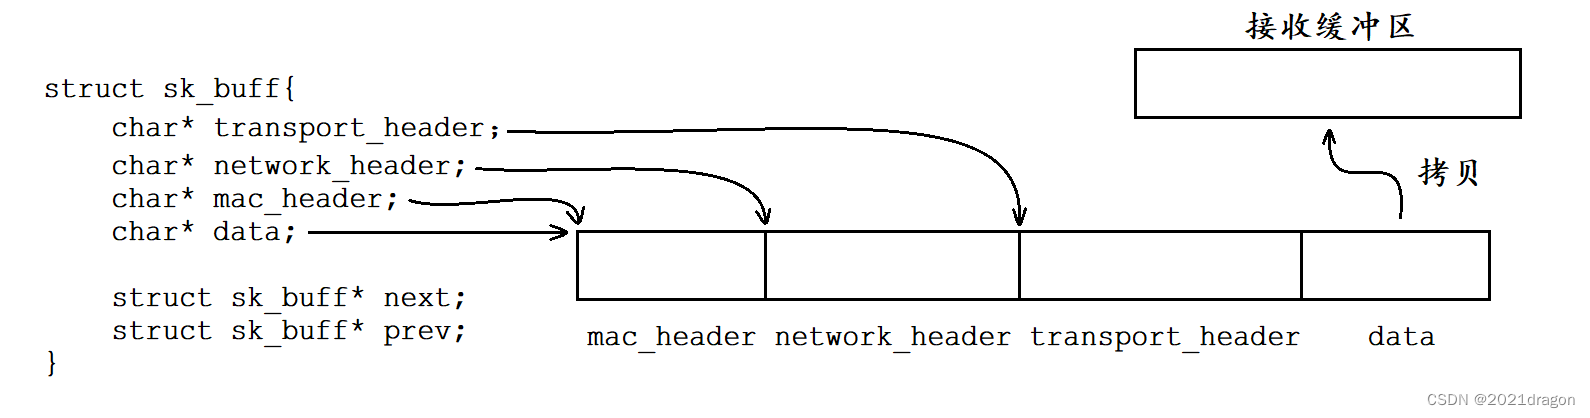 接收缓冲区
struct sk_buff{
char* transport_header;
char* network_header;
char* mac_header;
char* data;
拷贝
struct sk_buff* next;
struct sk_buff* prev;
}
mac_header network_header transport_header data
CSDN @2021dragon